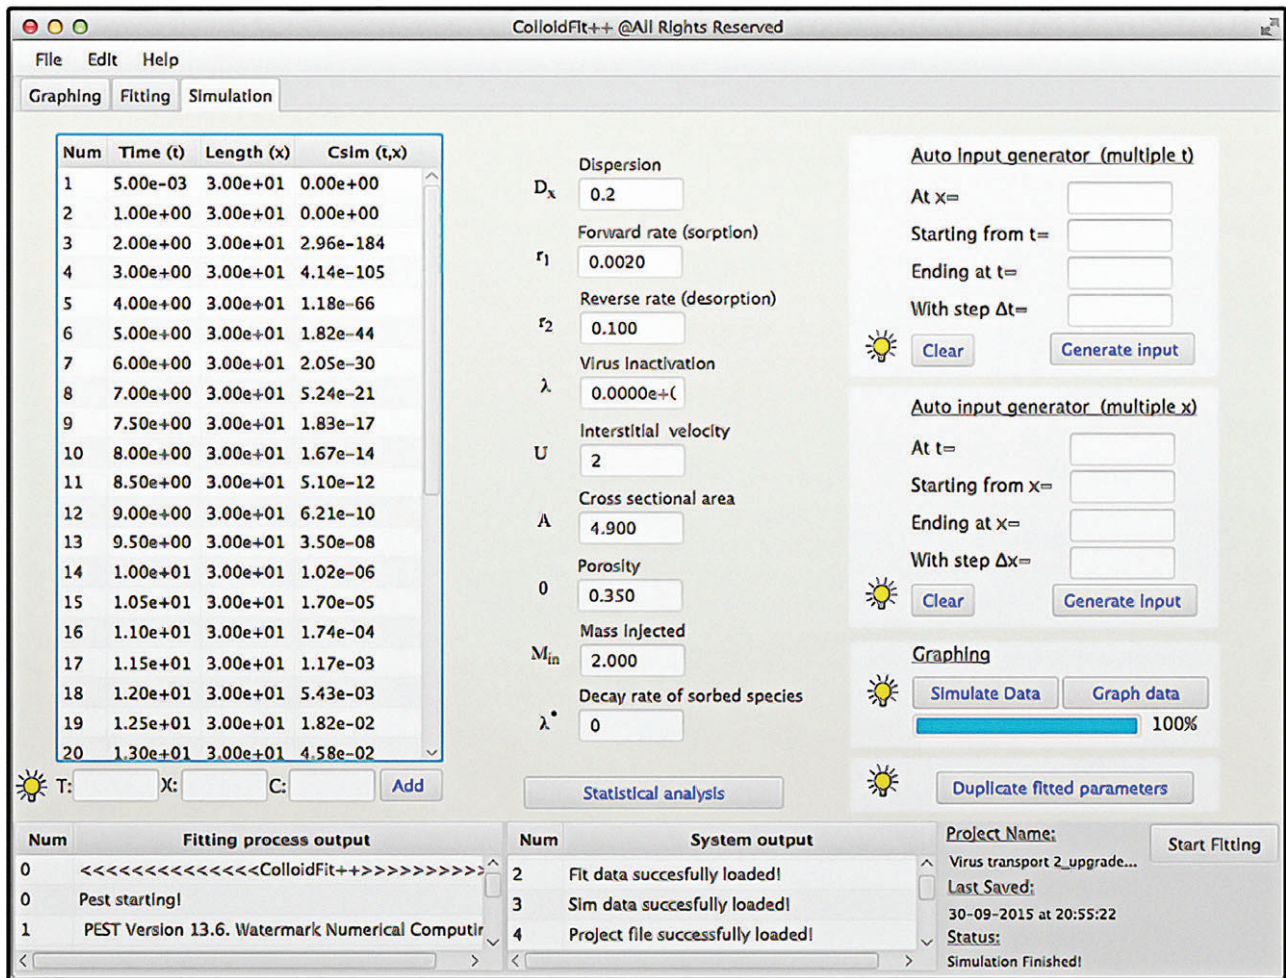 ColloidFit++ @All Rights Reserved
File Edit Help
Graphing Fitting Simulation
Num Time (t) Length (x) Csim (t,x)
1 5.00e-03 3.00e+01 0.00e+00
2 1.00e+00 3.00e+01 0.00e+00
3 2.00e+00 3.00e+01 2.96e-184
4 3.00e+00 3.00e+01 4.14e-105
5 4.00e+00 3.00e+01 1.18e-66
6 5.00e+00 3.00e+01 1.82e-44
7 6.00e+00 3.00e+01 2.05e-30
8 7.00e+00 3.00e+01 5.24e-21
9 7.50e+00 3.00e+01 1.83e-17
10 8.00e+00 3.00e+01 1.67e-14
11 8.50e+00 3.00e+01 5.10e-12
12 9.00e+00 3.00e+01 6.21e-10
13 9.50e+00 3.00e+01 3.50e-08
14 1.00e+01 3.00e+01 1.02e-06
15 1.05e+01 3.00e+01 1.70e-05
16 1.10e+01 3.00e+01 1.74e-04
17 1.15e+01 3.00e+01 1.17e-03
18 1.20e+01 3.00e+01 5.43e-03
19 1.25e+01 3.00e+01 1.82e-02
20 1.30e+01 3.00e+01 4.58e-02
T: X: C: Add
Dispersion
Dx 0.2
Forward rate (sorption)
r1 0.0020
Reverse rate (desorption)
r2 0.100
Virus Inactivation
λ 0.0000e+(
Interstitial velocity
U 2
Cross sectional area
A 4.900
Porosity
θ 0.350
Mass Injected
Min 2.000
Decay rate of sorbed species
λ* 0
Statistical analysis
Auto input generator (multiple t)
At x=
Starting from t=
Ending at t=
With step Δt=
Clear Generate input
Auto input generator (multiple x)
At t=
Starting from x=
Ending at x=
With step Δx=
Clear Generate Input
Graphing
Simulate Data Graph data
100%
Duplicate fitted parameters
Num Fitting process output
0 <<<<<<<<<<<<<<ColloidFit++>>>>>>>>>>>
0 Pest starting!
1 PEST Version 13.6. Watermark Numerical Computin
Num System output
2 Fit data succesfully loaded!
3 Sim data succesfully loaded!
4 Project file successfully loaded!
Project Name:
Virus transport 2_upgrade...
Last Saved:
30-09-2015 at 20:55:22
Status:
Simulation Finished!
Start Fitting